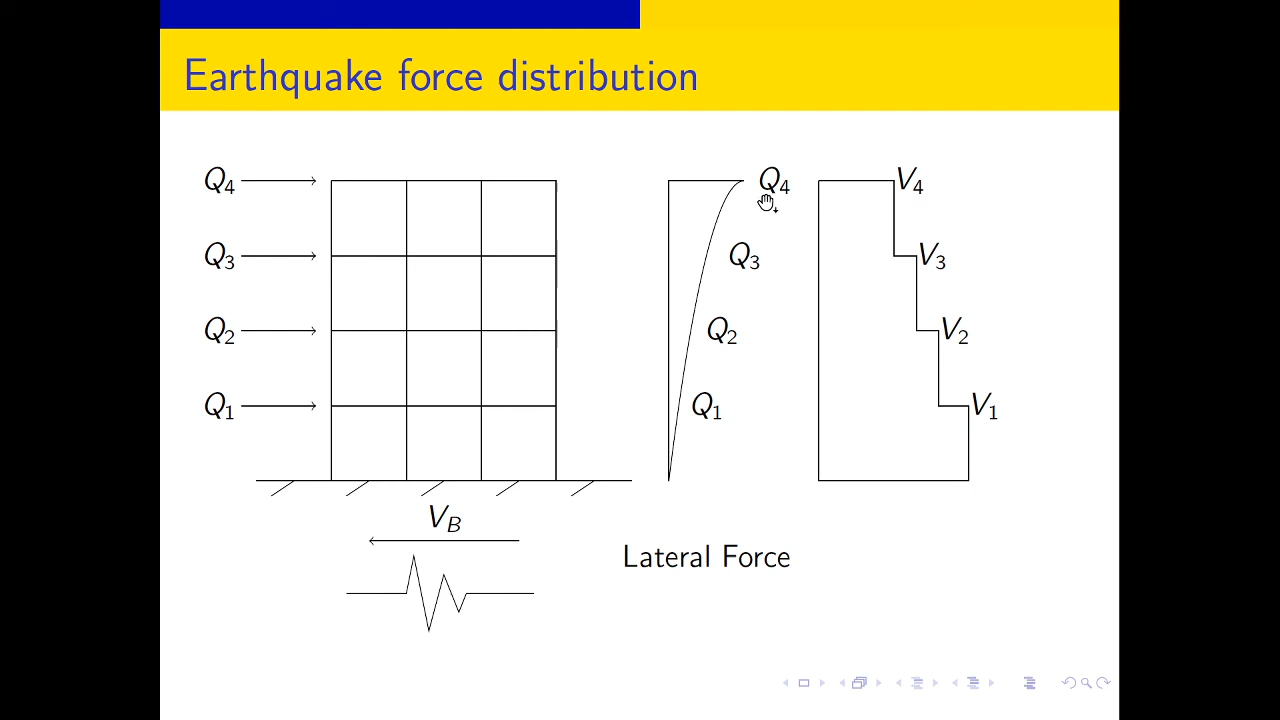 Earthquake force distribution
Q4 Q4 V4
Q3 Q3 V3
Q2 Q2 V2
Q1 Q1 V1
VB
Lateral Force